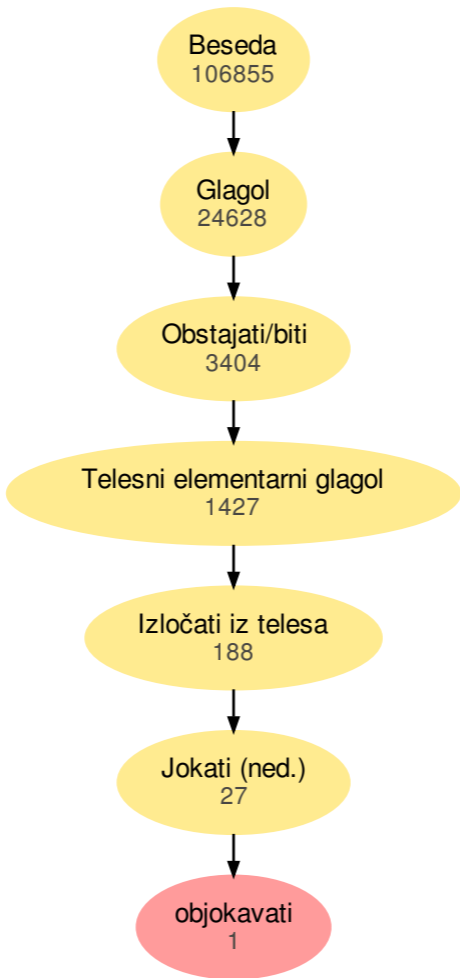 Beseda
106855
Glagol
24628
Obstajati/biti
3404
Telesni elementarni glagol
1427
Izločati iz telesa
188
Jokati (ned.)
27
objokavati
1